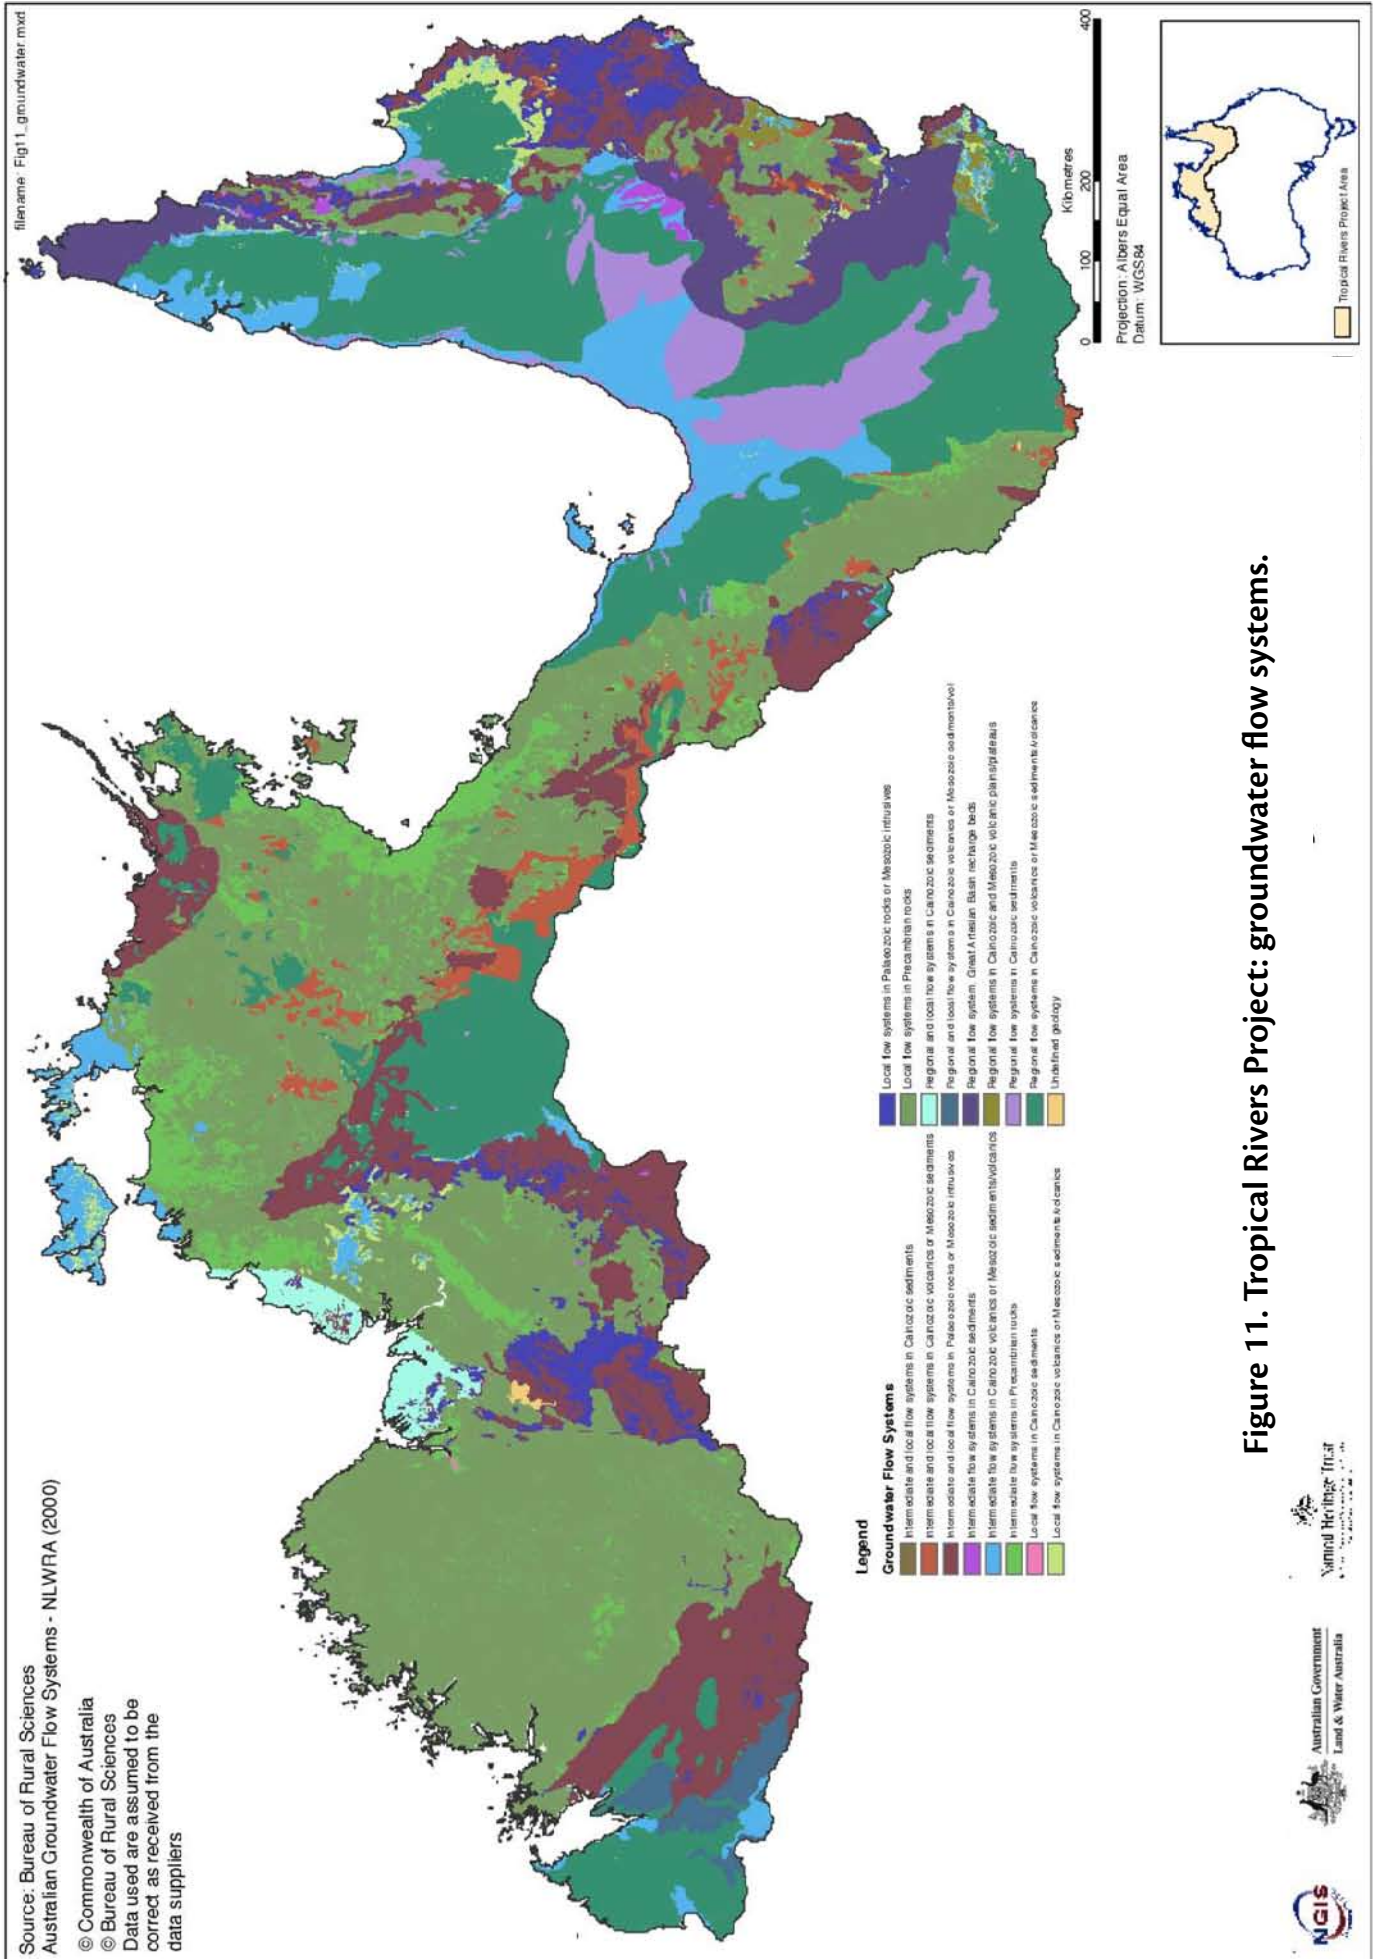 filename: Fig11_groundwater.mxd
Source: Bureau of Rural Sciences
Australian Groundwater Flow Systems - NLWRA (2000)
© Commonwealth of Australia
© Bureau of Rural Sciences
Data used are assumed to be
correct as received from the
data suppliers
Legend
Groundwater Flow Systems
Intermediate and local flow systems in Cainozoic sediments
Intermediate and local flow systems in Cainozoic volcanics or Mesozoic sediments
Intermediate and local flow systems in Palaeozoic rocks or Mesozoic intrusives
Intermediate flow systems in Cainozoic sediments
Intermediate flow systems in Cainozoic volcanics or Mesozoic sediments/volcanics
Intermediate flow systems in Precambrian rocks
Local flow systems in Cainozoic sediments
Local flow systems in Cainozoic volcanics or Mesozoic sediments/volcanics
Local flow systems in Palaeozoic rocks or Mesozoic intrusives
Local flow systems in Precambrian rocks
Regional and local flow systems in Cainozoic sediments
Regional and local flow systems in Cainozoic volcanics or Mesozoic sediments/vol
Regional flow system, Great Artesian Basin recharge beds
Regional flow systems in Cainozoic and Mesozoic volcanic plains/plateaus
Regional flow systems in Cainozoic sediments
Regional flow systems in Cainozoic volcanics or Mesozoic sediments/volcanics
Undefined geology
Kilometres
0 100 200 400
Projection: Albers Equal Area
Datum: WGS84
Tropical Rivers Project Area
Figure 11. Tropical Rivers Project: groundwater flow systems.
NGIS
Australian Government
Land & Water Australia
Heritage Trust